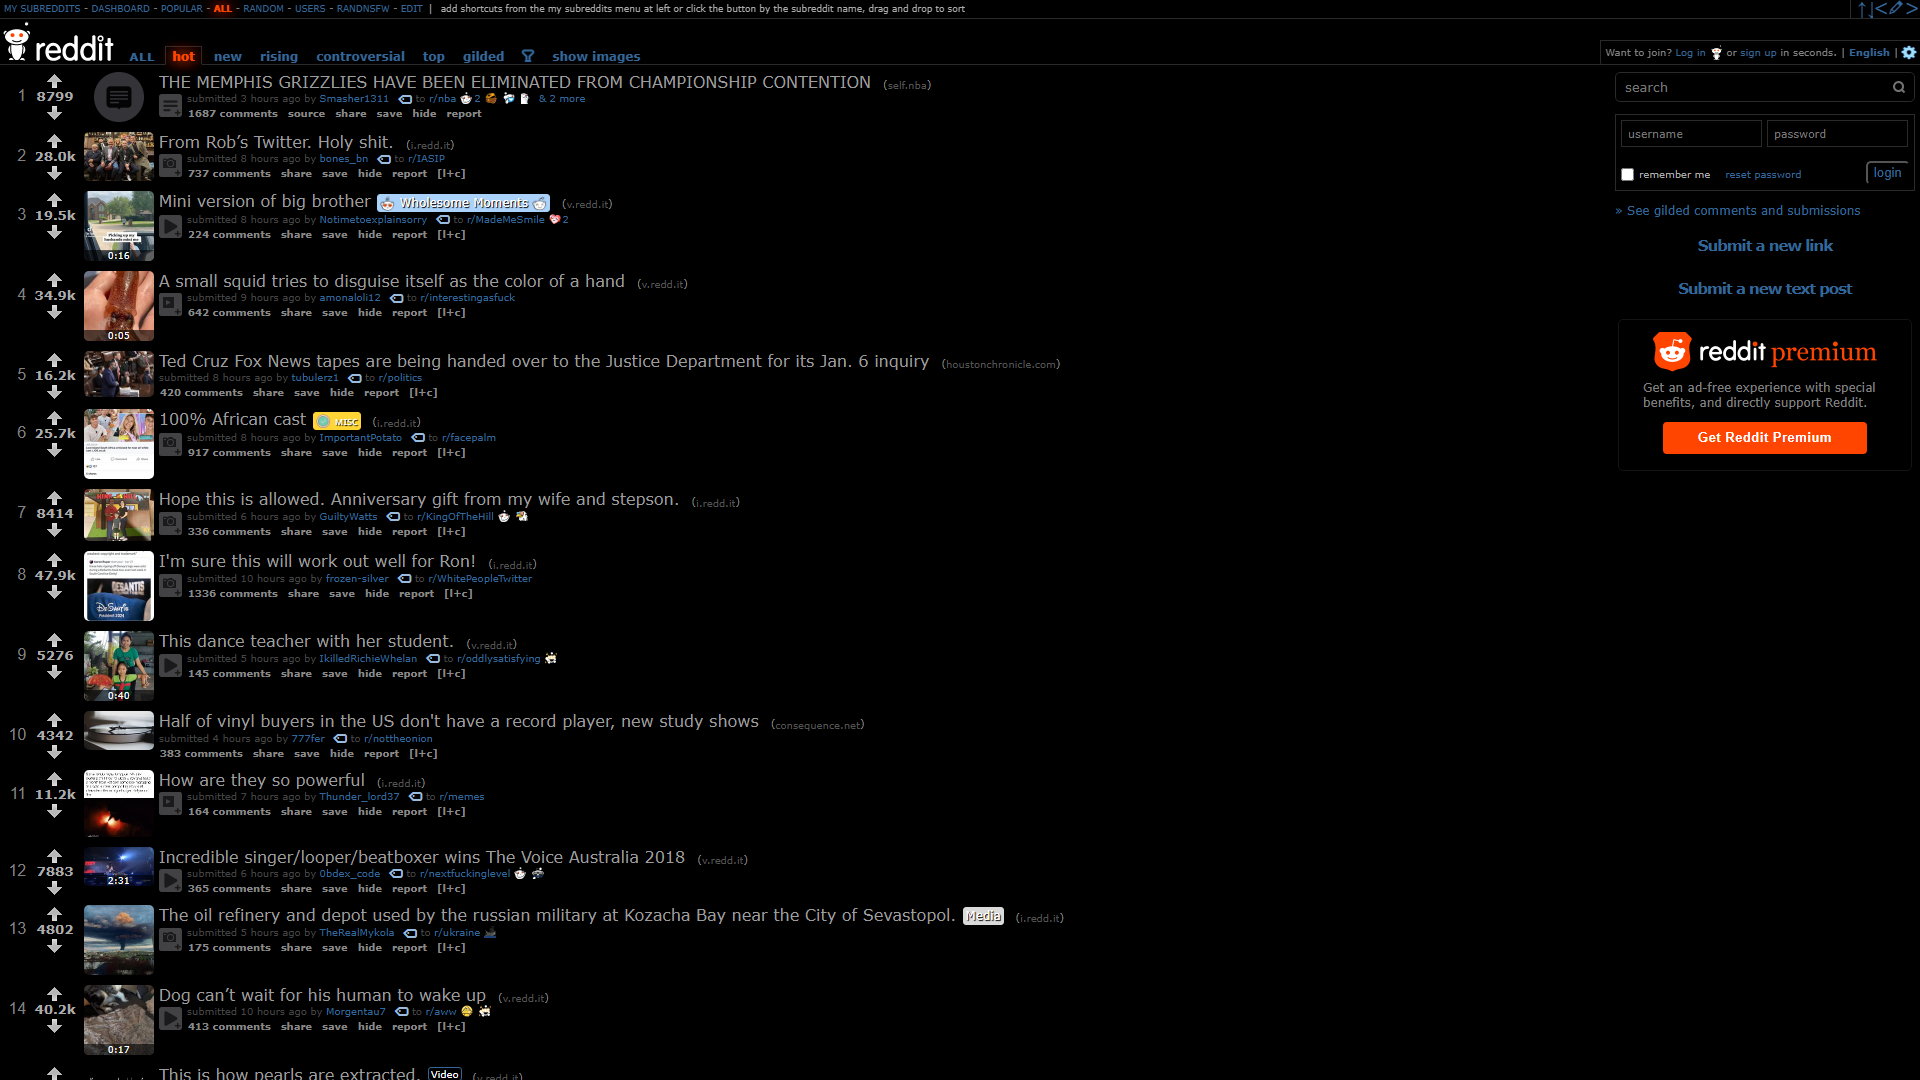 MY SUBREDDITS - DASHBOARD - POPULAR - ALL - RANDOM - USERS - RANDNSFW - EDIT | add shortcuts from the my subreddits menu at left or click the button by the subreddit name, drag and drop to sort
reddit ALL hot new rising controversial top gilded show images
Want to join? Log in or sign up in seconds. | English |
1 8799 THE MEMPHIS GRIZZLIES HAVE BEEN ELIMINATED FROM CHAMPIONSHIP CONTENTION (self.nba)
submitted 3 hours ago by Smasher1311 to r/nba 2 & 2 more
1687 comments source share save hide report
2 28.0k From Rob’s Twitter. Holy shit. (i.redd.it)
submitted 8 hours ago by bones_bn to r/IASIP
737 comments share save hide report [l+c]
3 19.5k Mini version of big brother Wholesome Moments (v.redd.it)
submitted 8 hours ago by Notimetoexplainsorry to r/MadeMeSmile 2
224 comments share save hide report [l+c]
0:16
4 34.9k A small squid tries to disguise itself as the color of a hand (v.redd.it)
submitted 9 hours ago by amonaloli12 to r/interestingasfuck
642 comments share save hide report [l+c]
0:05
5 16.2k Ted Cruz Fox News tapes are being handed over to the Justice Department for its Jan. 6 inquiry (houstonchronicle.com)
submitted 8 hours ago by tubulerz1 to r/politics
420 comments share save hide report [l+c]
6 25.7k 100% African cast MISC (i.redd.it)
submitted 8 hours ago by ImportantPotato to r/facepalm
917 comments share save hide report [l+c]
7 8414 Hope this is allowed. Anniversary gift from my wife and stepson. (i.redd.it)
submitted 6 hours ago by GuiltyWatts to r/KingOfTheHill
336 comments share save hide report [l+c]
8 47.9k I'm sure this will work out well for Ron! (i.redd.it)
submitted 10 hours ago by frozen-silver to r/WhitePeopleTwitter
1336 comments share save hide report [l+c]
9 5276 This dance teacher with her student. (v.redd.it)
submitted 5 hours ago by IkilledRichieWhelan to r/oddlysatisfying
145 comments share save hide report [l+c]
0:40
10 4342 Half of vinyl buyers in the US don't have a record player, new study shows (consequence.net)
submitted 4 hours ago by 777fer to r/nottheonion
383 comments share save hide report [l+c]
11 11.2k How are they so powerful (i.redd.it)
submitted 7 hours ago by Thunder_lord37 to r/memes
164 comments share save hide report [l+c]
12 7883 Incredible singer/looper/beatboxer wins The Voice Australia 2018 (v.redd.it)
submitted 6 hours ago by 0bdex_code to r/nextfuckinglevel
365 comments share save hide report [l+c]
2:31
13 4802 The oil refinery and depot used by the russian military at Kozacha Bay near the City of Sevastopol. Media (i.redd.it)
submitted 5 hours ago by TheRealMykola to r/ukraine
175 comments share save hide report [l+c]
14 40.2k Dog can’t wait for his human to wake up (v.redd.it)
submitted 10 hours ago by Morgentau7 to r/aww
413 comments share save hide report [l+c]
0:17
This is how pearls are extracted. Video (v.redd.it)
search
username password
remember me reset password login
» See gilded comments and submissions
Submit a new link
Submit a new text post
reddit premium
Get an ad-free experience with special
benefits, and directly support Reddit.
Get Reddit Premium